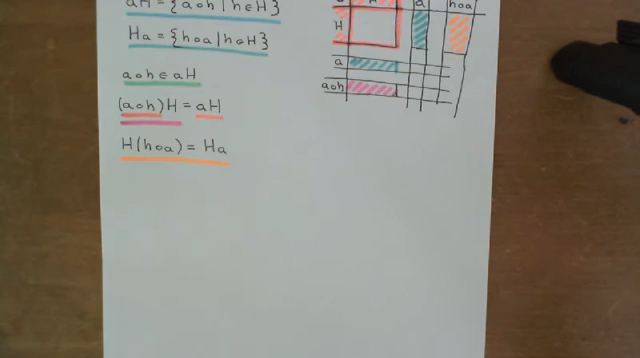 aH = {a∘h | h∈H}
Ha = {h∘a | h∈H}
a∘h ∈ aH
(a∘h)H = aH
H(h∘a) = Ha
a
h∘a
H
a
a∘h